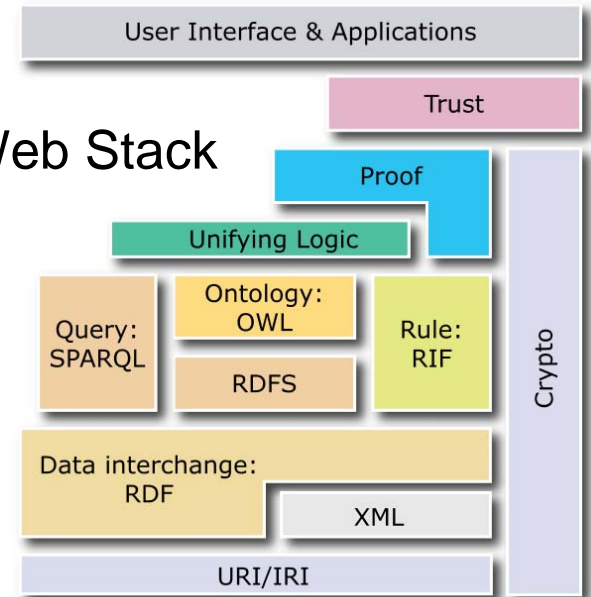 User Interface & Applications
Trust
Web Stack
Proof
Unifying Logic
Ontology:
OWL
Query:
SPARQL
Rule:
RIF
RDFS
Crypto
Data interchange:
RDF
XML
URI/IRI